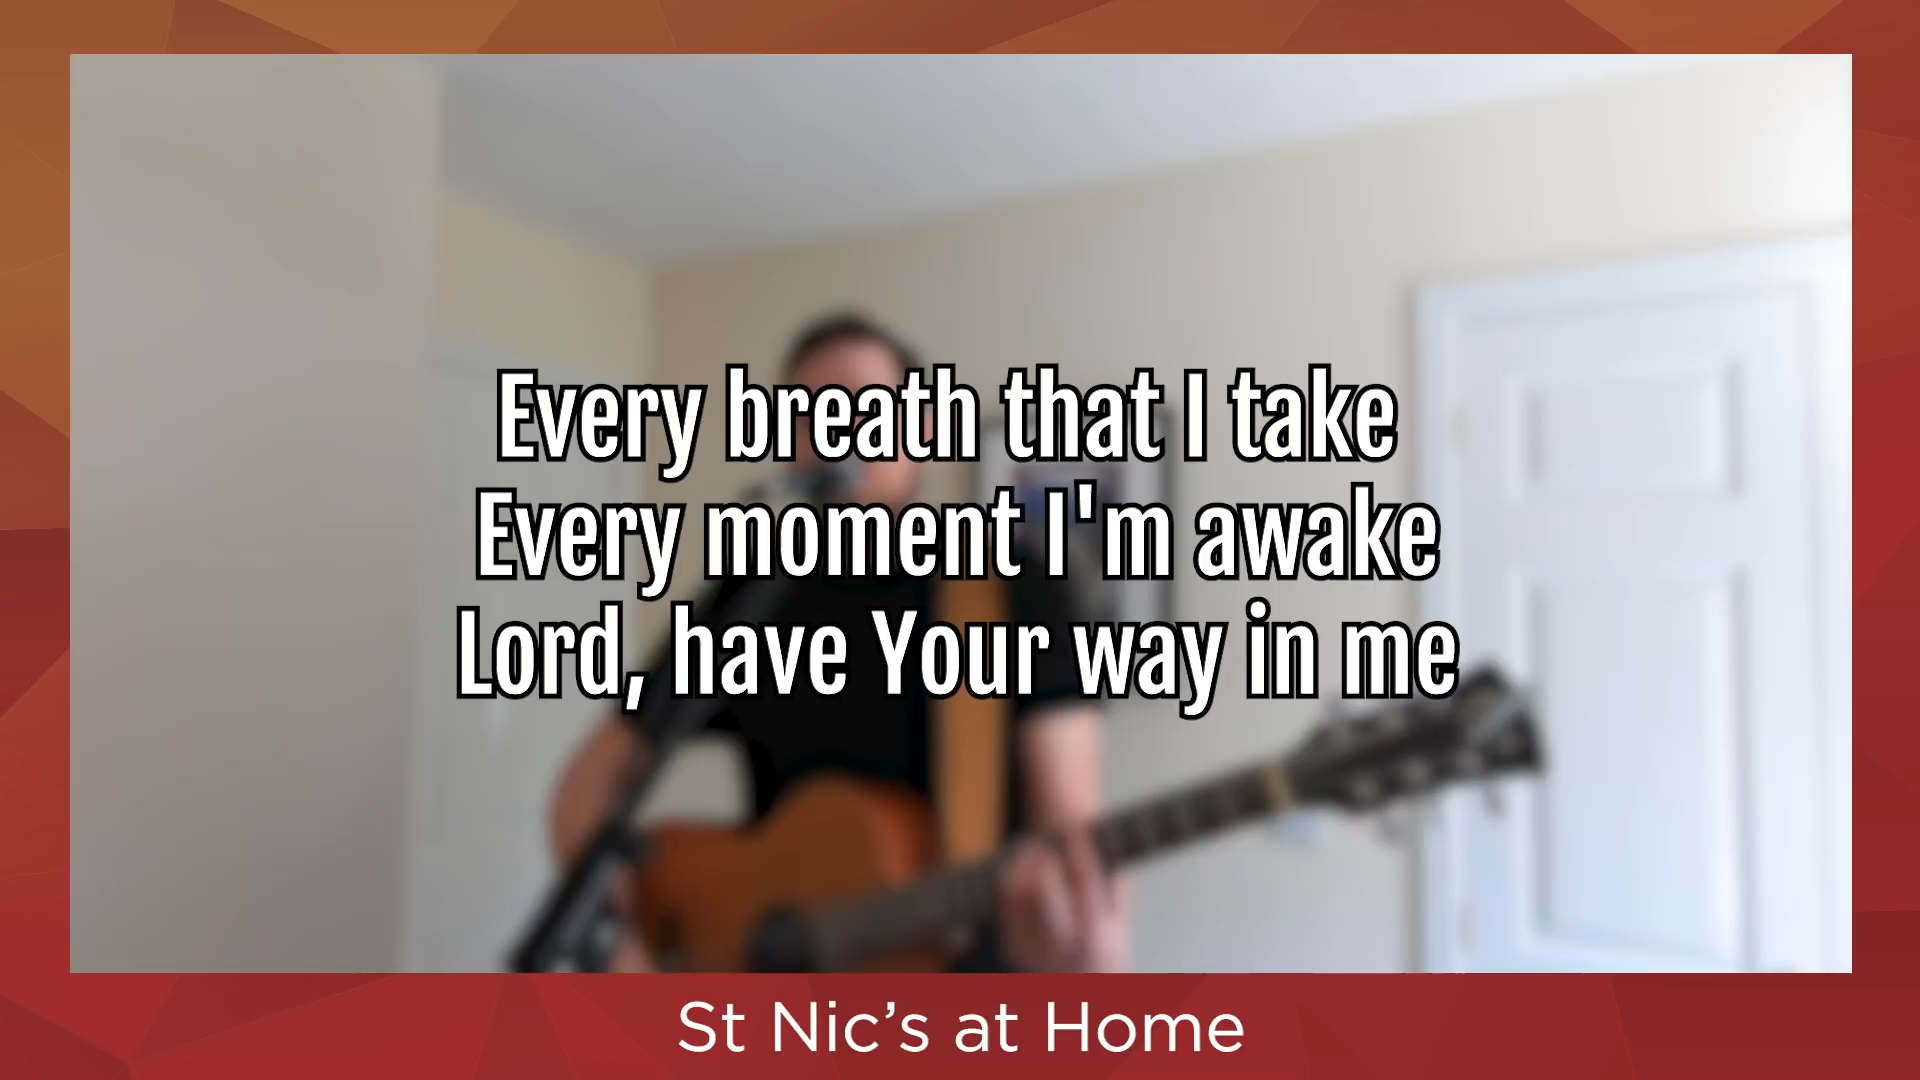 Every breath that I take
Every moment I'm awake
Lord, have Your way in me
St Nic’s at Home